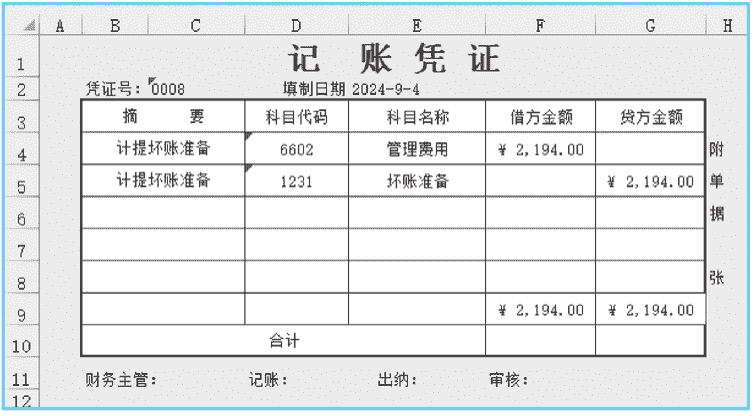 A B C D E F G H
1 记 账 凭 证
2 凭证号: 0008 填制日期 2024-9-4
3 摘 要 科目代码 科目名称 借方金额 贷方金额
4 计提坏账准备 6602 管理费用 ¥ 2,194.00 附
5 计提坏账准备 1231 坏账准备 ¥ 2,194.00 单
6 据
7
8 张
9 ¥ 2,194.00 ¥ 2,194.00
10 合计
11 财务主管: 记账: 出纳: 审核:
12